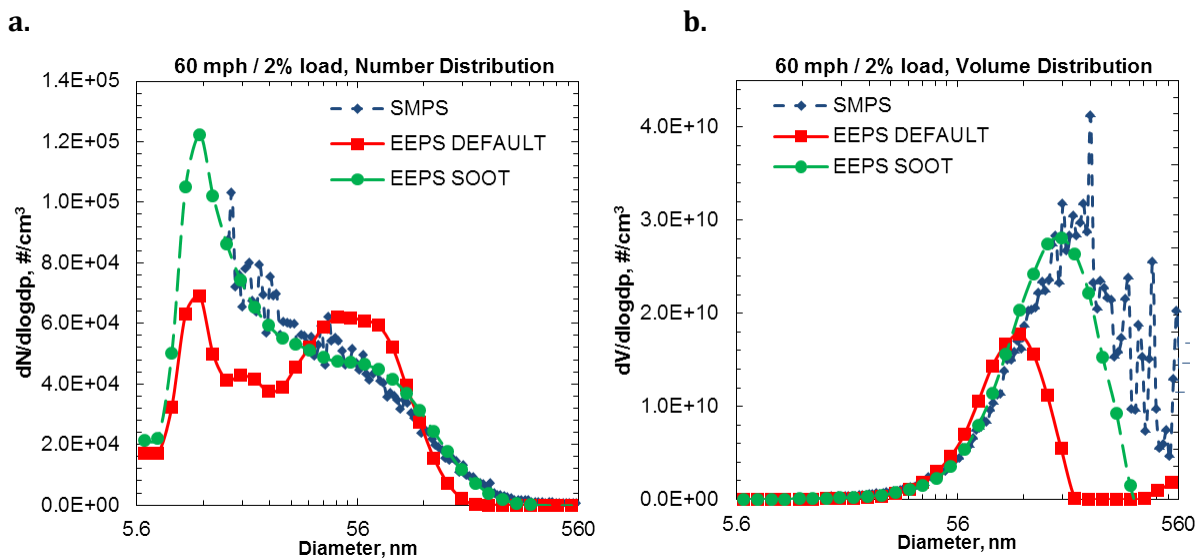 a.
60 mph / 2% load, Number Distribution
1.4E+05
1.2E+05
1.0E+05
8.0E+04
6.0E+04
4.0E+04
2.0E+04
0.0E+00
dN/dlogdp, #/cm³
SMPS
EEPS DEFAULT
EEPS SOOT
5.6
56
560
Diameter, nm
b.
60 mph / 2% load, Volume Distribution
4.0E+10
3.0E+10
2.0E+10
1.0E+10
0.0E+00
dV/dlogdp, #/cm³
SMPS
EEPS DEFAULT
EEPS SOOT
5.6
56
560
Diameter, nm